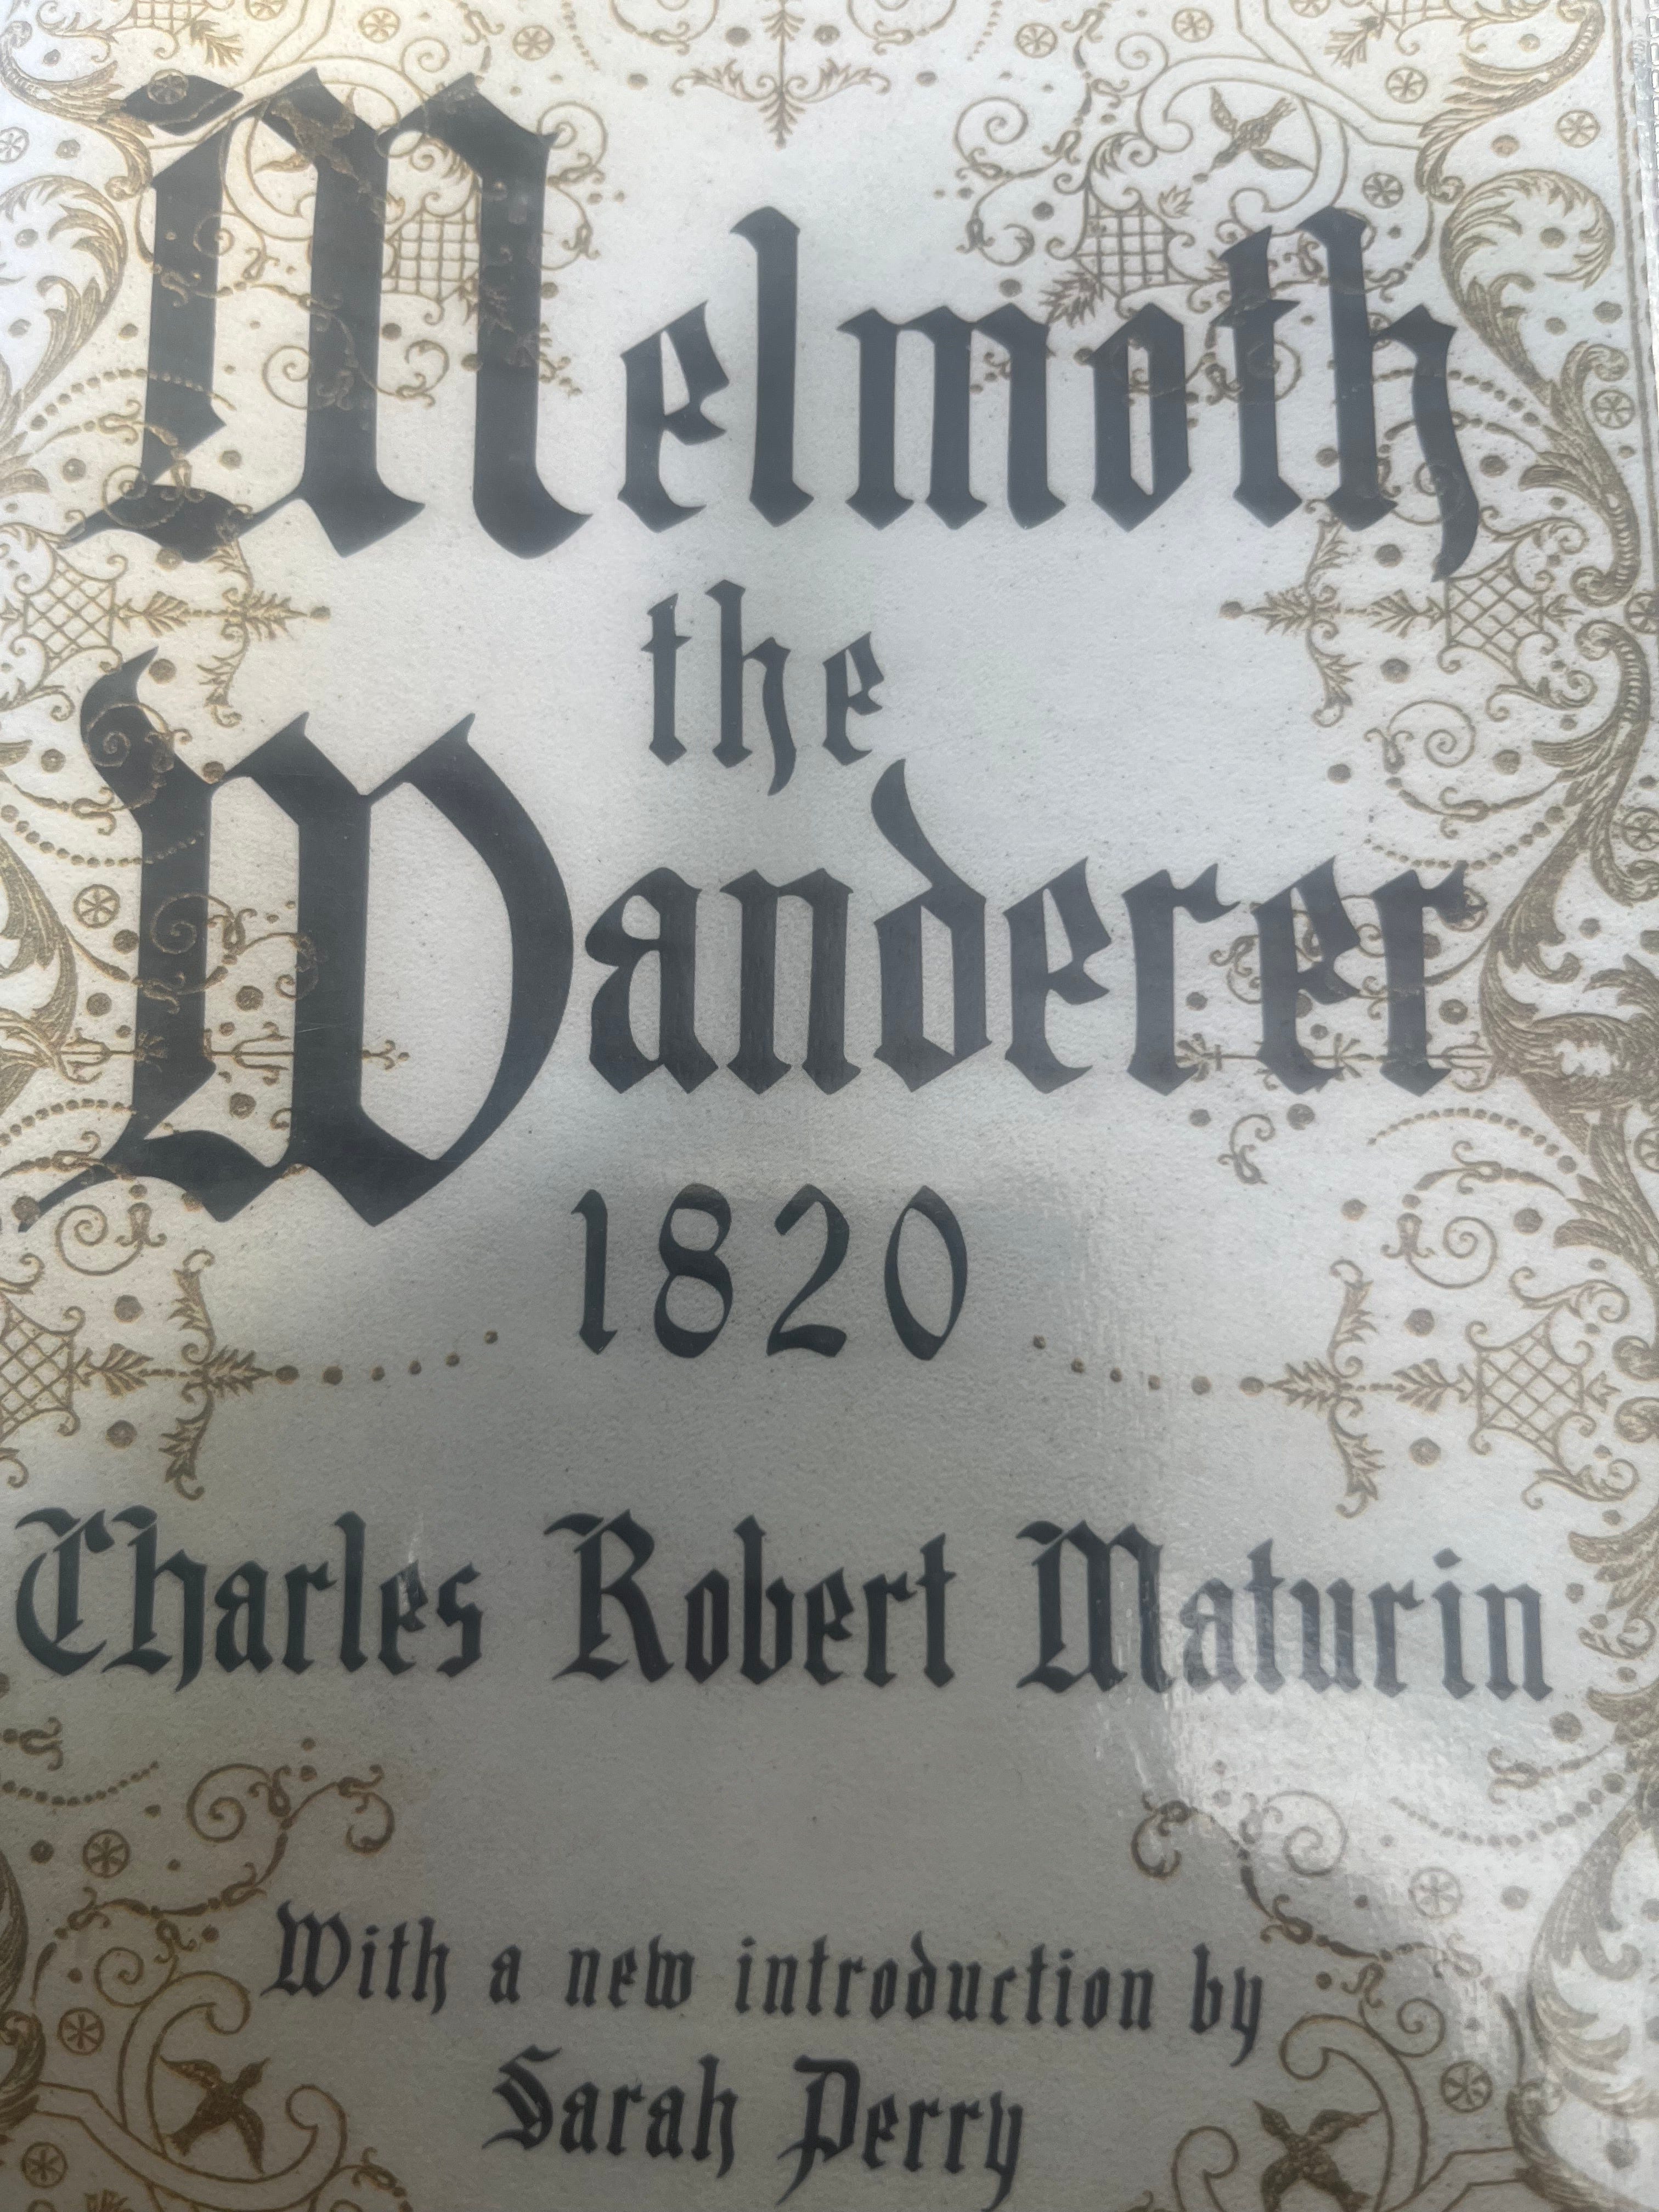 Melmoth
the
Wanderer
1820
Charles Robert Maturin
With a new introduction by
Sarah Perry